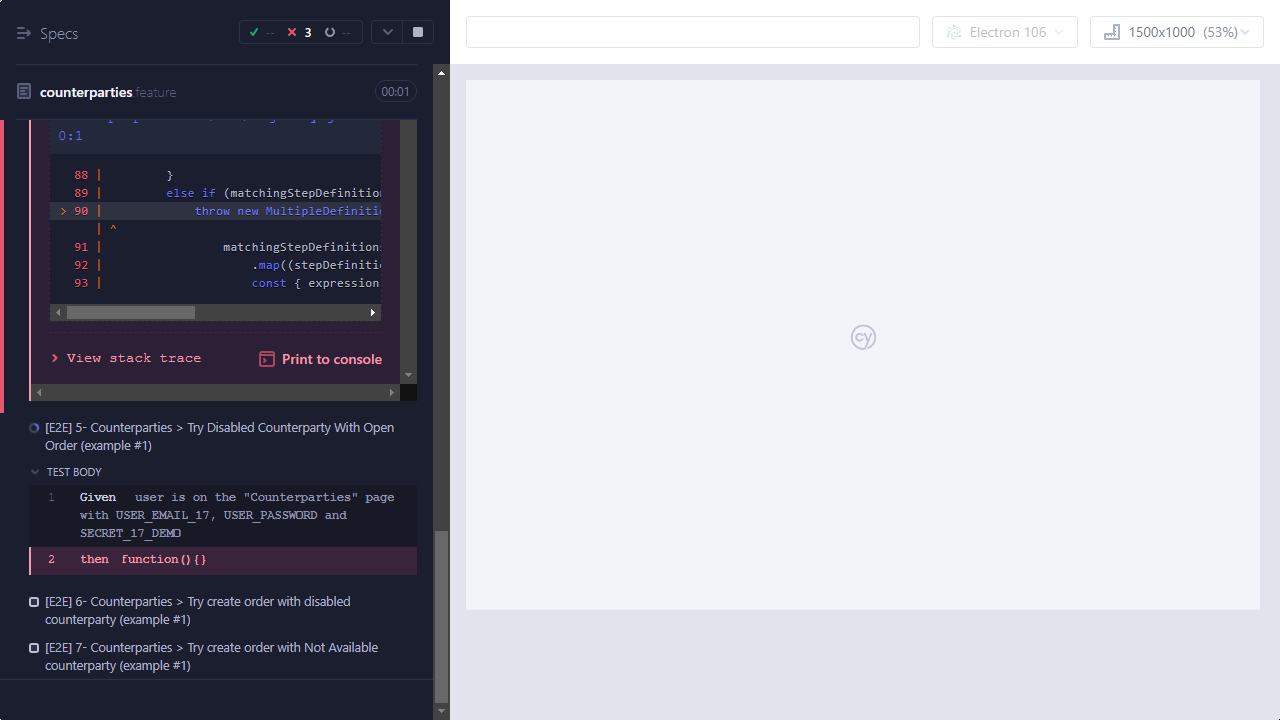 Specs
--
3
--
Electron 106
1500x1000 (53%)
counterparties.feature
00:01
0:1
88 | }
89 | else if (matchingStepDefinition
> 90 | throw new MultipleDefiniti
| ^
91 | matchingStepDefinitions
92 | .map((stepDefiniti
93 | const { expression
View stack trace
Print to console
[E2E] 5- Counterparties > Try Disabled Counterparty With Open
Order (example #1)
TEST BODY
1 Given user is on the "Counterparties" page
with USER_EMAIL_17, USER_PASSWORD and
SECRET_17_DEMO
2 then function(){}
[E2E] 6- Counterparties > Try create order with disabled
counterparty (example #1)
[E2E] 7- Counterparties > Try create order with Not Available
counterparty (example #1)
cy